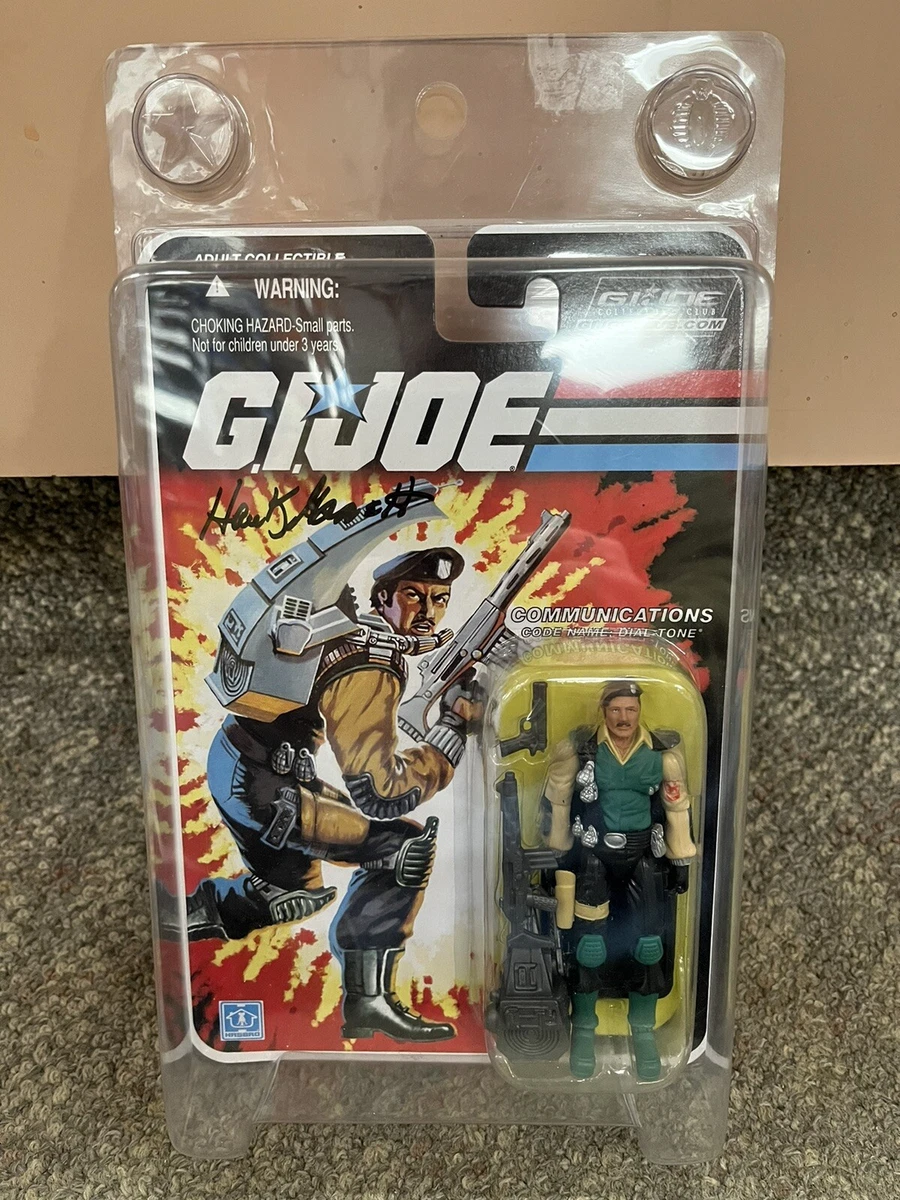 ADULT COLLECTIBLE
WARNING:
CHOKING HAZARD-Small parts.
Not for children under 3 years
G.I. JOE
COLLECTORS CLUB
G.I. JOE®
COMMUNICATIONS
CODE NAME: DIAL-TONE®
HASBRO